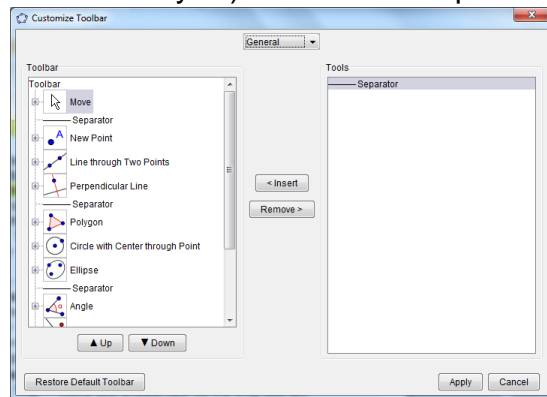 Customize Toolbar
General
Toolbar
Tools
Toolbar
Move
Separator
A New Point
Line through Two Points
Perpendicular Line
Separator
Polygon
Circle with Center through Point
Ellipse
Separator
α Angle
Separator
< Insert
Remove >
▲ Up
▼ Down
Restore Default Toolbar
Apply
Cancel